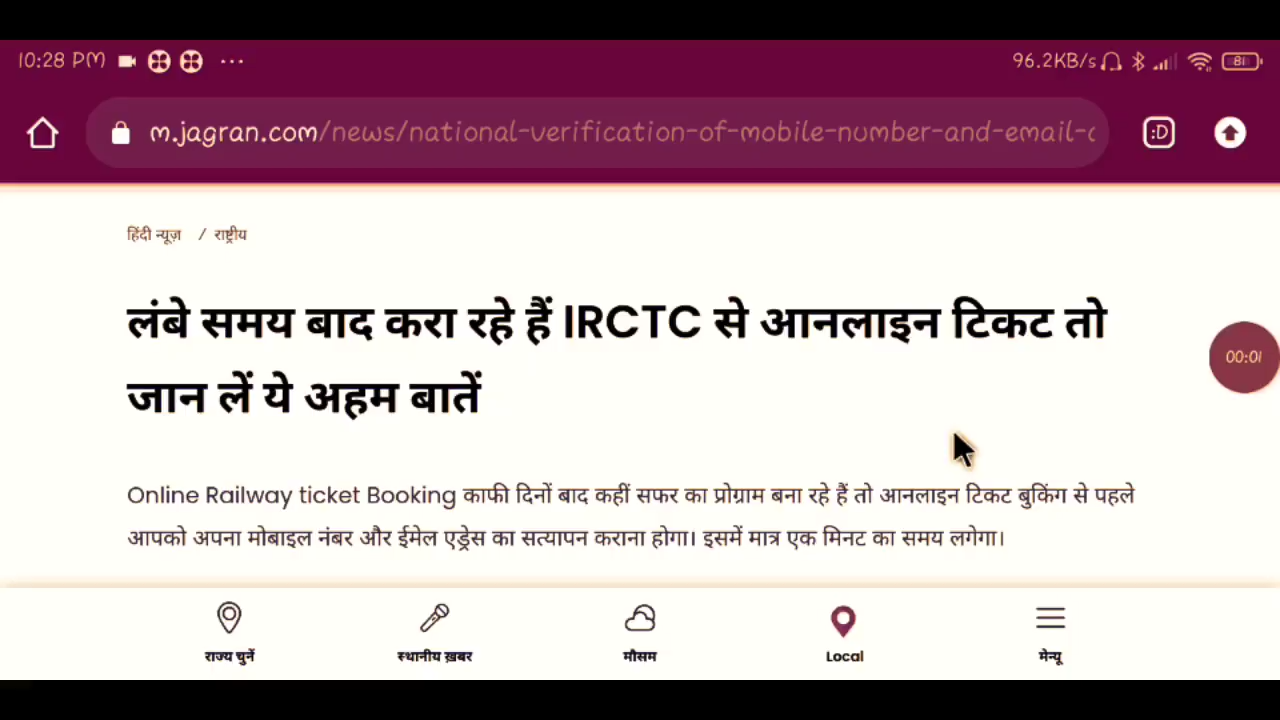 10:28 PM ... 96.2KB/s 81
m.jagran.com/news/national-verification-of-mobile-number-and-email-
:D
हिंदी न्यूज़ / राष्ट्रीय
लंबे समय बाद करा रहे हैं IRCTC से आनलाइन टिकट तो
जान लें ये अहम बातें
00:01
Online Railway ticket Booking काफी दिनों बाद कहीं सफर का प्रोग्राम बना रहे हैं तो आनलाइन टिकट बुकिंग से पहले
आपको अपना मोबाइल नंबर और ईमेल एड्रेस का सत्यापन कराना होगा। इसमें मात्र एक मिनट का समय लगेगा।
राज्य चुनें स्थानीय ख़बर मौसम Local मेन्यू